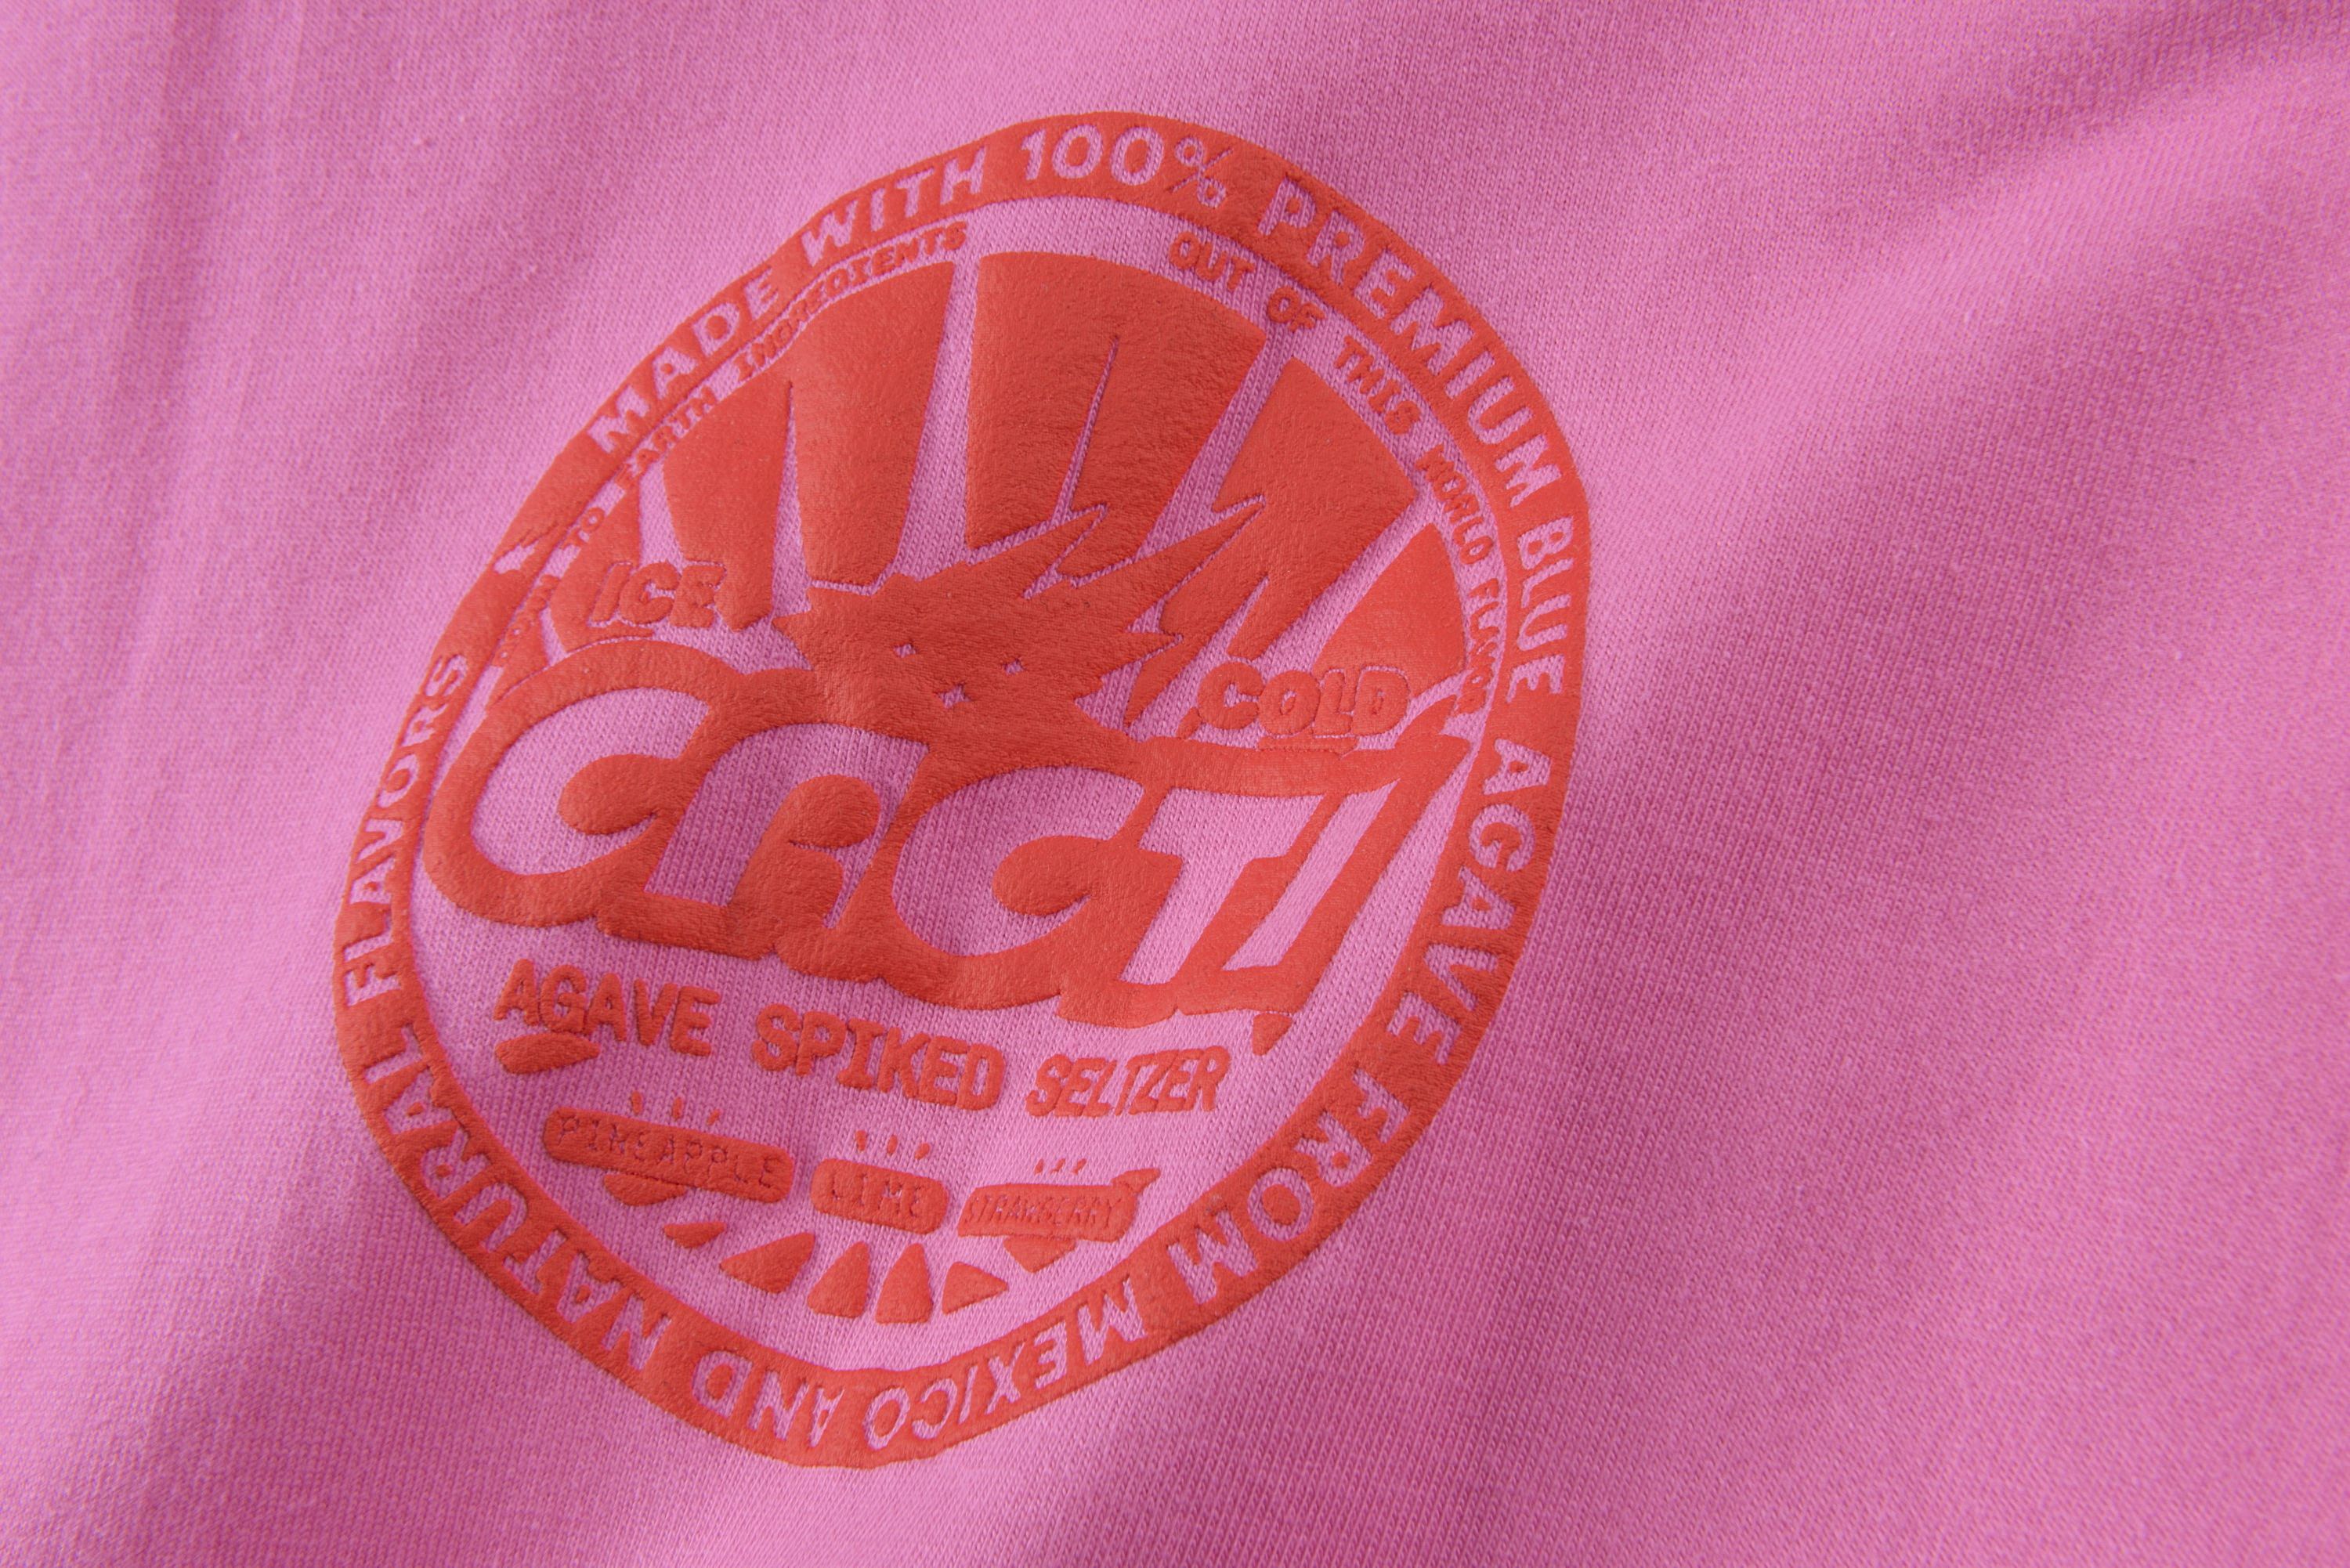 MADE WITH 100% PREMIUM BLUE AGAVE FROM MEXICO AND NATURAL FLAVORS
DOWN TO EARTH INGREDIENTS
OUT OF THIS WORLD FLAVOR
ICE
COLD
CACTI
AGAVE SPIKED SELTZER
PINEAPPLE
LIME
STRAWBERRY